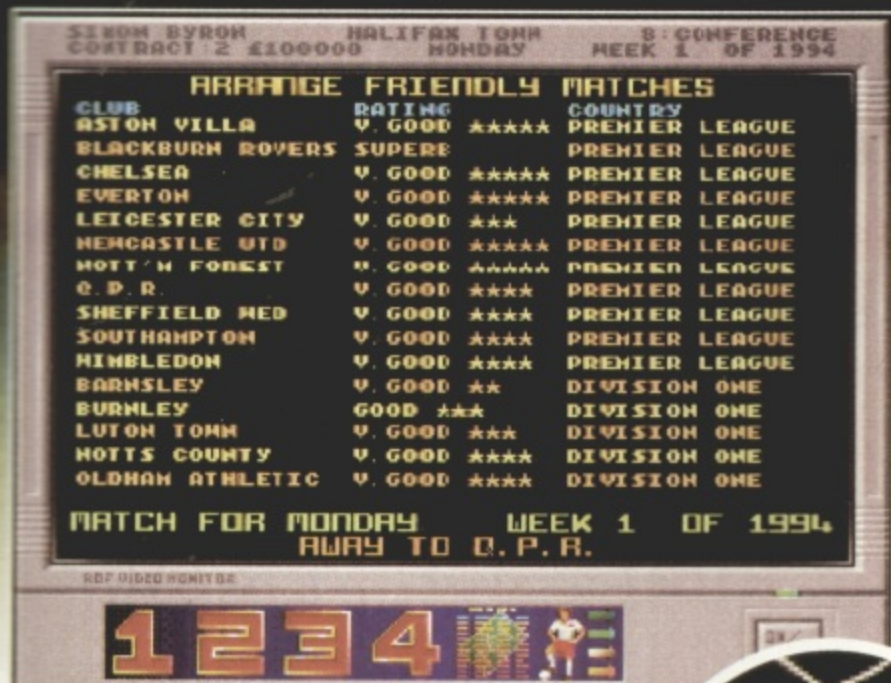 SIMON BYRON HALIFAX TOWN 8:CONFERENCE
CONTRACT:2 £100000 MONDAY WEEK 1 OF 1994
ARRANGE FRIENDLY MATCHES
CLUB RATING COUNTRY
ASTON VILLA V.GOOD ★★★★★ PREMIER LEAGUE
BLACKBURN ROVERS SUPERB PREMIER LEAGUE
CHELSEA V.GOOD ★★★★★ PREMIER LEAGUE
EVERTON V.GOOD ★★★★★ PREMIER LEAGUE
LEICESTER CITY V.GOOD ★★★ PREMIER LEAGUE
NEWCASTLE UTD V.GOOD ★★★★★ PREMIER LEAGUE
NOTT'M FOREST V.GOOD ★★★★★ PREMIER LEAGUE
Q.P.R. V.GOOD ★★★★ PREMIER LEAGUE
SHEFFIELD WED V.GOOD ★★★★ PREMIER LEAGUE
SOUTHAMPTON V.GOOD ★★★★ PREMIER LEAGUE
WIMBLEDON V.GOOD ★★★★ PREMIER LEAGUE
BARNSLEY V.GOOD ★★ DIVISION ONE
BURNLEY GOOD ★★★ DIVISION ONE
LUTON TOWN V.GOOD ★★★ DIVISION ONE
NOTTS COUNTY V.GOOD ★★★★ DIVISION ONE
OLDHAM ATHLETIC V.GOOD ★★★★ DIVISION ONE
MATCH FOR MONDAY WEEK 1 OF 1994
AWAY TO Q.P.R.
VIDEO MONITOR
1 2 3 4